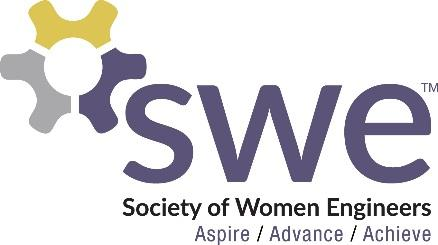 swe™
Society of Women Engineers
Aspire / Advance / Achieve